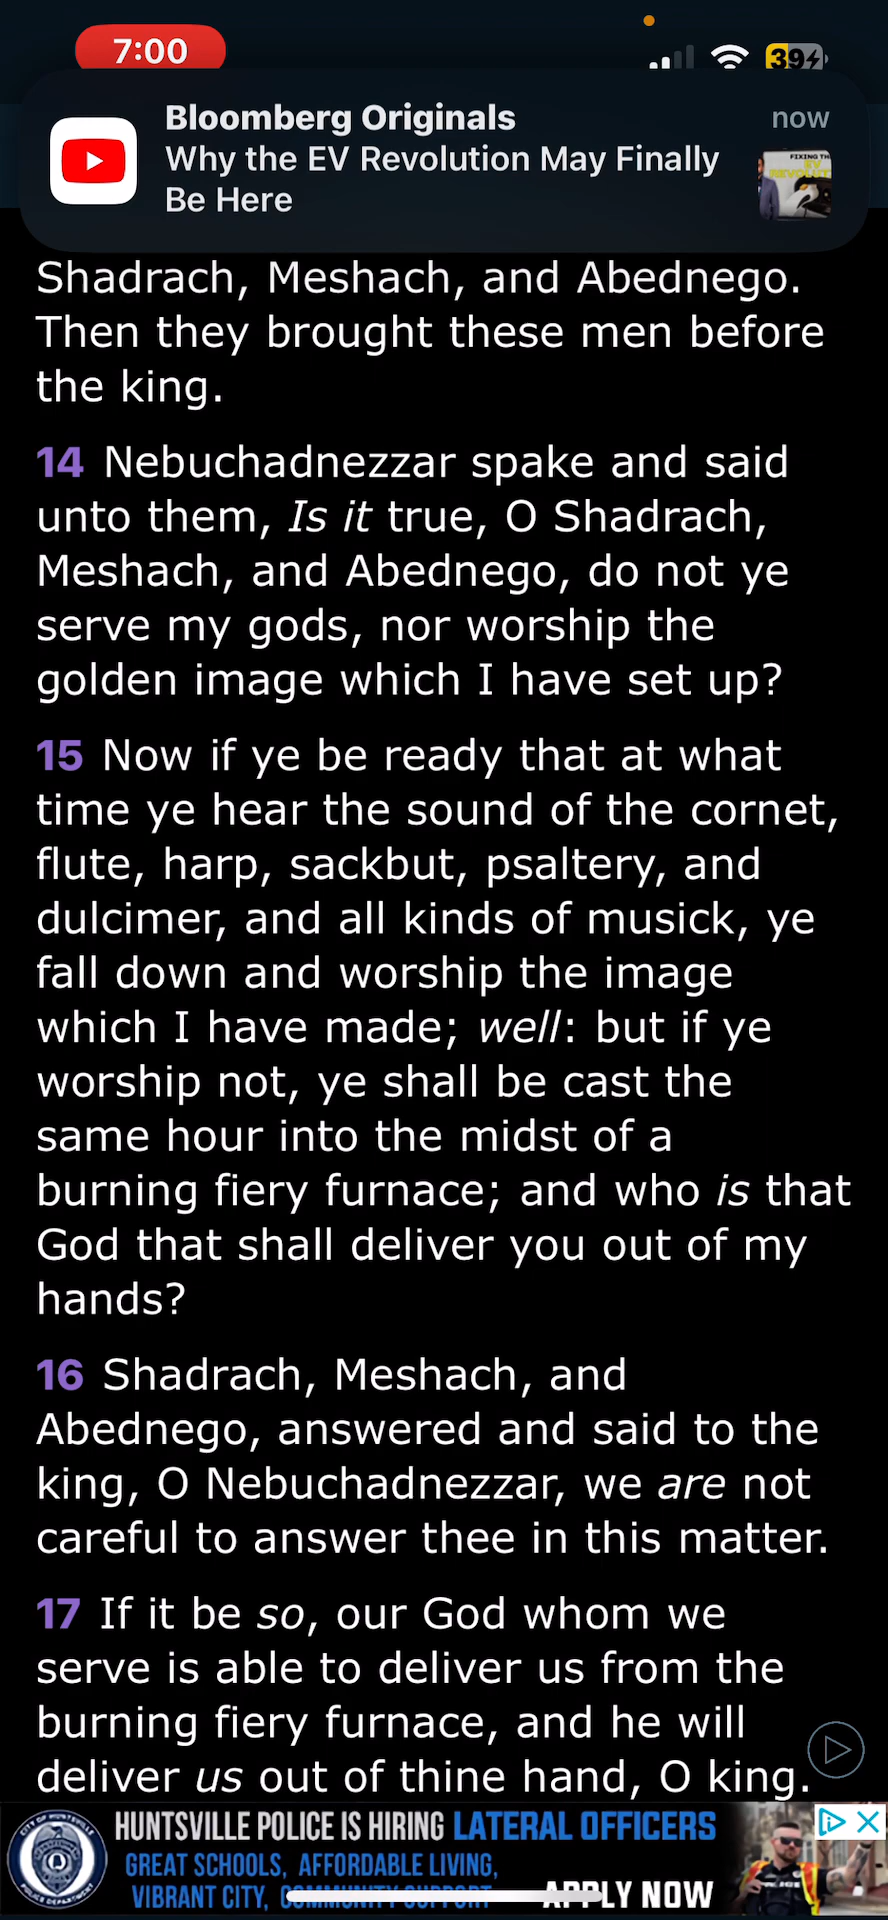 7:00
39
Bloomberg Originals
now
Why the EV Revolution May Finally
Be Here
FIXING TH
EV
REVOLUT
Shadrach, Meshach, and Abednego.
Then they brought these men before
the king.
14 Nebuchadnezzar spake and said
unto them, Is it true, O Shadrach,
Meshach, and Abednego, do not ye
serve my gods, nor worship the
golden image which I have set up?
15 Now if ye be ready that at what
time ye hear the sound of the cornet,
flute, harp, sackbut, psaltery, and
dulcimer, and all kinds of musick, ye
fall down and worship the image
which I have made; well: but if ye
worship not, ye shall be cast the
same hour into the midst of a
burning fiery furnace; and who is that
God that shall deliver you out of my
hands?
16 Shadrach, Meshach, and
Abednego, answered and said to the
king, O Nebuchadnezzar, we are not
careful to answer thee in this matter.
17 If it be so, our God whom we
serve is able to deliver us from the
burning fiery furnace, and he will
deliver us out of thine hand, O king.
HUNTSVILLE POLICE IS HIRING LATERAL OFFICERS
GREAT SCHOOLS, AFFORDABLE LIVING,
VIBRANT CITY, COMMUNITY SUPPORT
APPLY NOW